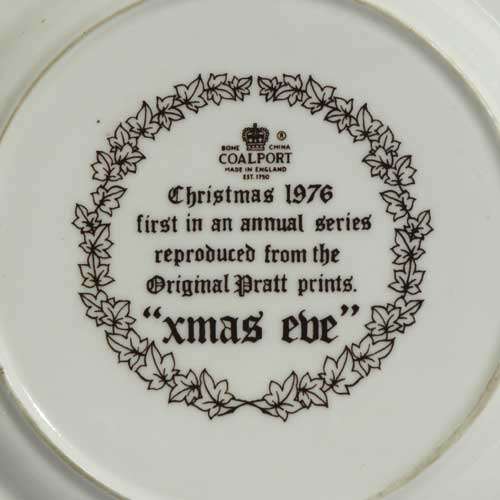 BONE CHINA ®
COALPORT
MADE IN ENGLAND
EST. 1750
Christmas 1976
first in an annual series
reproduced from the
Original Pratt prints.
"xmas eve"